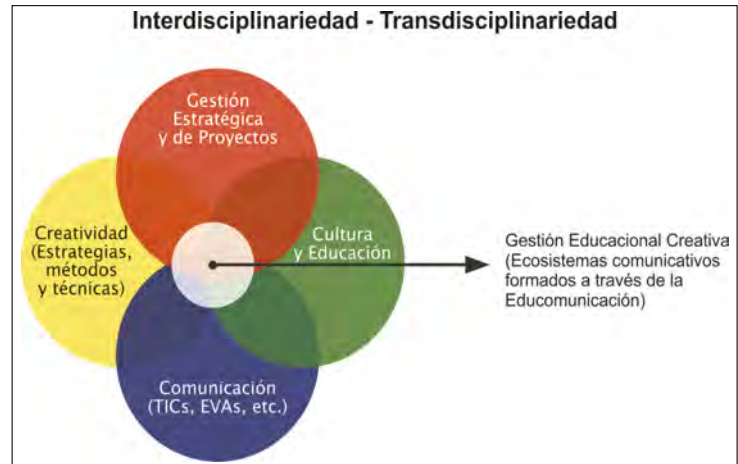 Interdisciplinariedad - Transdisciplinariedad
Gestión
Estratégica
y de Proyectos
Creatividad
(Estrategias,
métodos
y técnicas)
Cultura
y Educación
Gestión Educacional Creativa
(Ecosistemas comunicativos
formados a través de la
Educomunicación)
Comunicación
(TICs, EVAs, etc.)